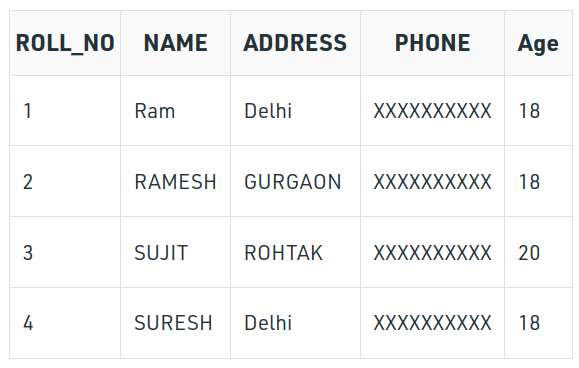 ROLL_NO NAME ADDRESS PHONE Age
1 Ram Delhi XXXXXXXXXX 18
2 RAMESH GURGAON XXXXXXXXXX 18
3 SUJIT ROHTAK XXXXXXXXXX 20
4 SURESH Delhi XXXXXXXXXX 18